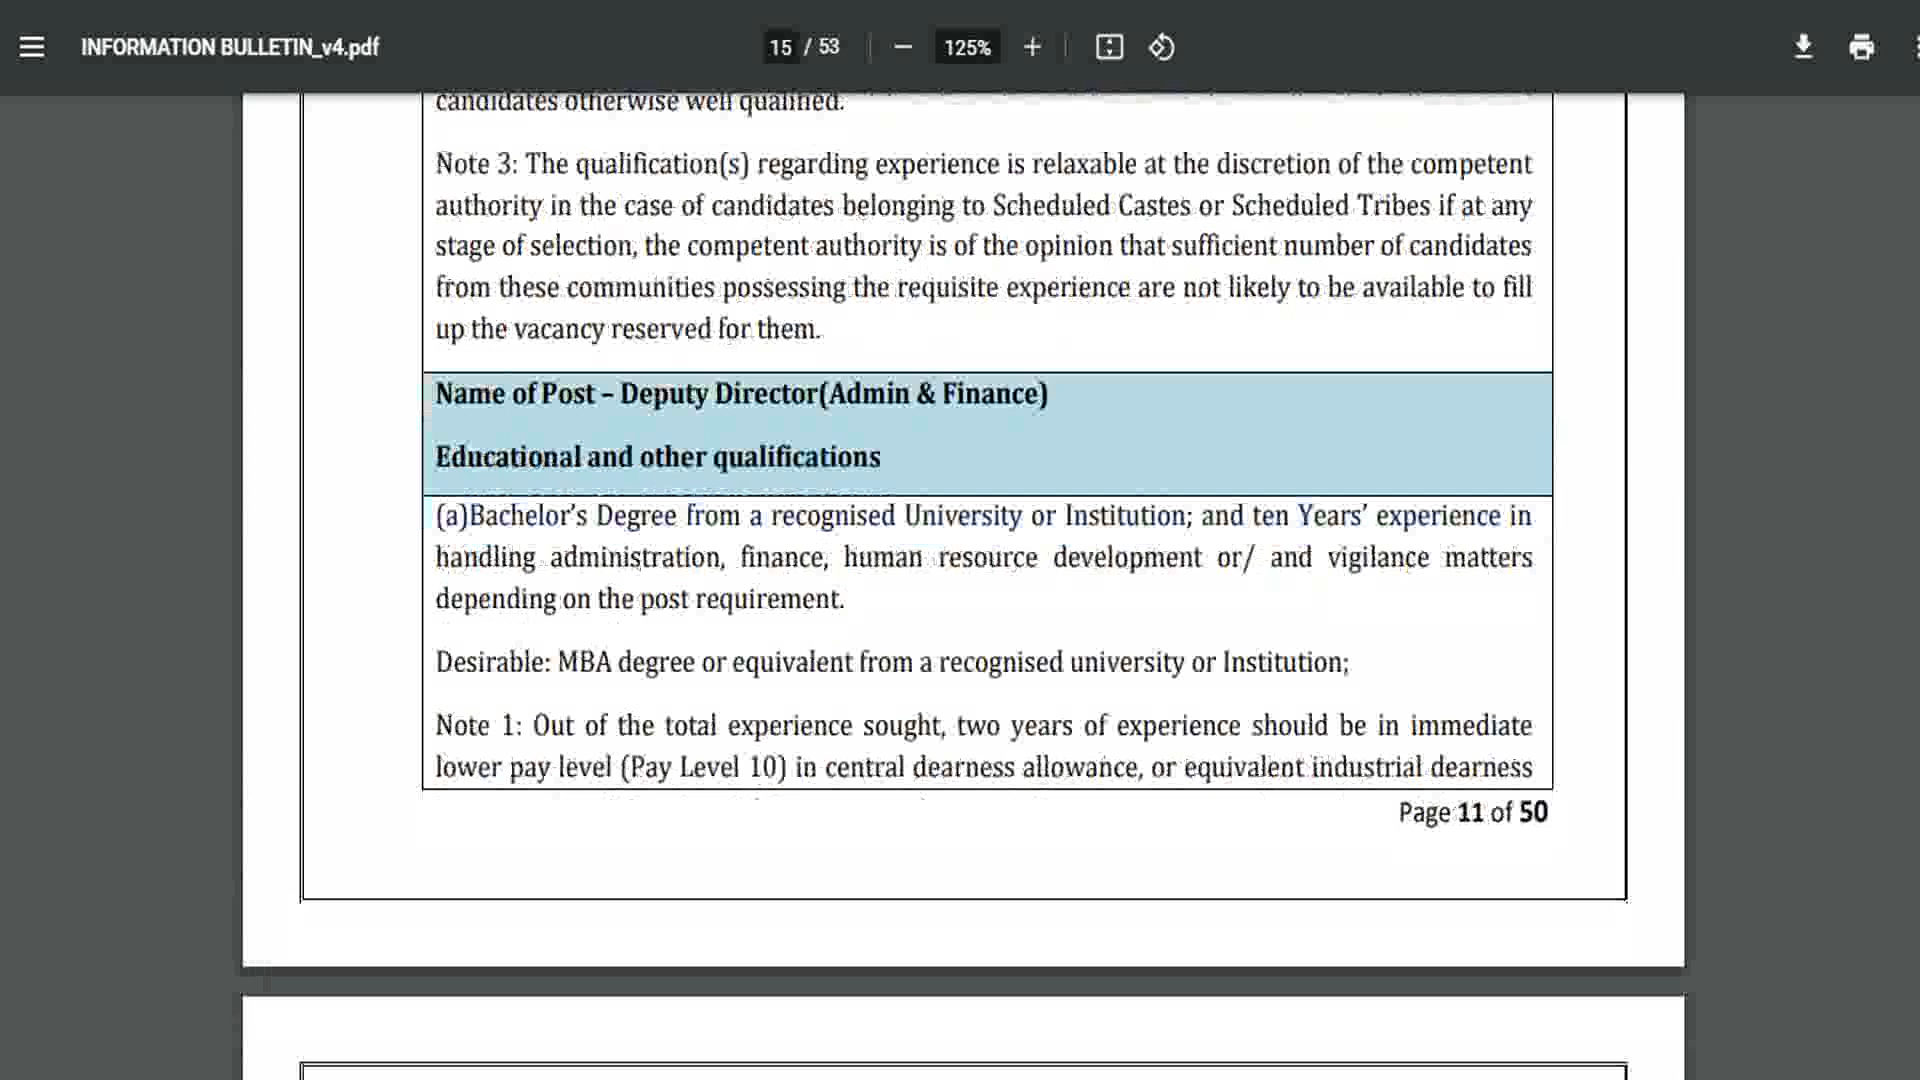 INFORMATION BULLETIN_v4.pdf
15 / 53
125%
candidates otherwise well qualified.
Note 3: The qualification(s) regarding experience is relaxable at the discretion of the competent
authority in the case of candidates belonging to Scheduled Castes or Scheduled Tribes if at any
stage of selection, the competent authority is of the opinion that sufficient number of candidates
from these communities possessing the requisite experience are not likely to be available to fill
up the vacancy reserved for them.
Name of Post – Deputy Director(Admin & Finance)
Educational and other qualifications
(a)Bachelor's Degree from a recognised University or Institution; and ten Years' experience in
handling administration, finance, human resource development or/ and vigilance matters
depending on the post requirement.
Desirable: MBA degree or equivalent from a recognised university or Institution;
Note 1: Out of the total experience sought, two years of experience should be in immediate
lower pay level (Pay Level 10) in central dearness allowance, or equivalent industrial dearness
Page 11 of 50